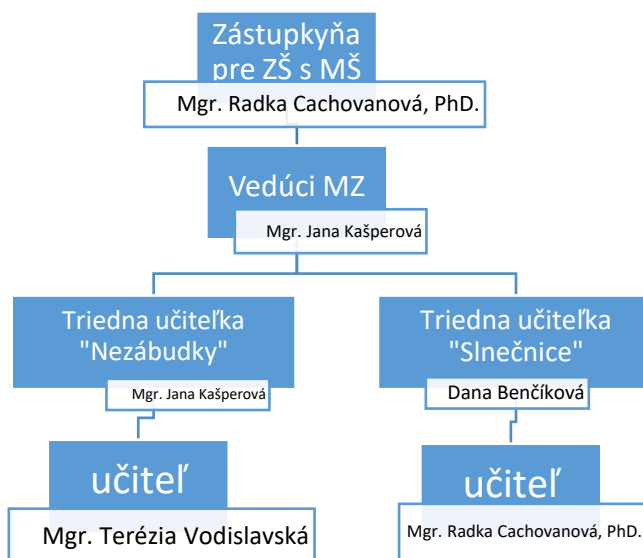 Zástupkyňa
pre ZŠ s MŠ
Mgr. Radka Cachovanová, PhD.
Vedúci MZ
Mgr. Jana Kašperová
Triedna učiteľka
"Nezábudky"
Mgr. Jana Kašperová
Triedna učiteľka
"Slnečnice"
Dana Benčíková
učiteľ
Mgr. Terézia Vodislavská
učiteľ
Mgr. Radka Cachovanová, PhD.